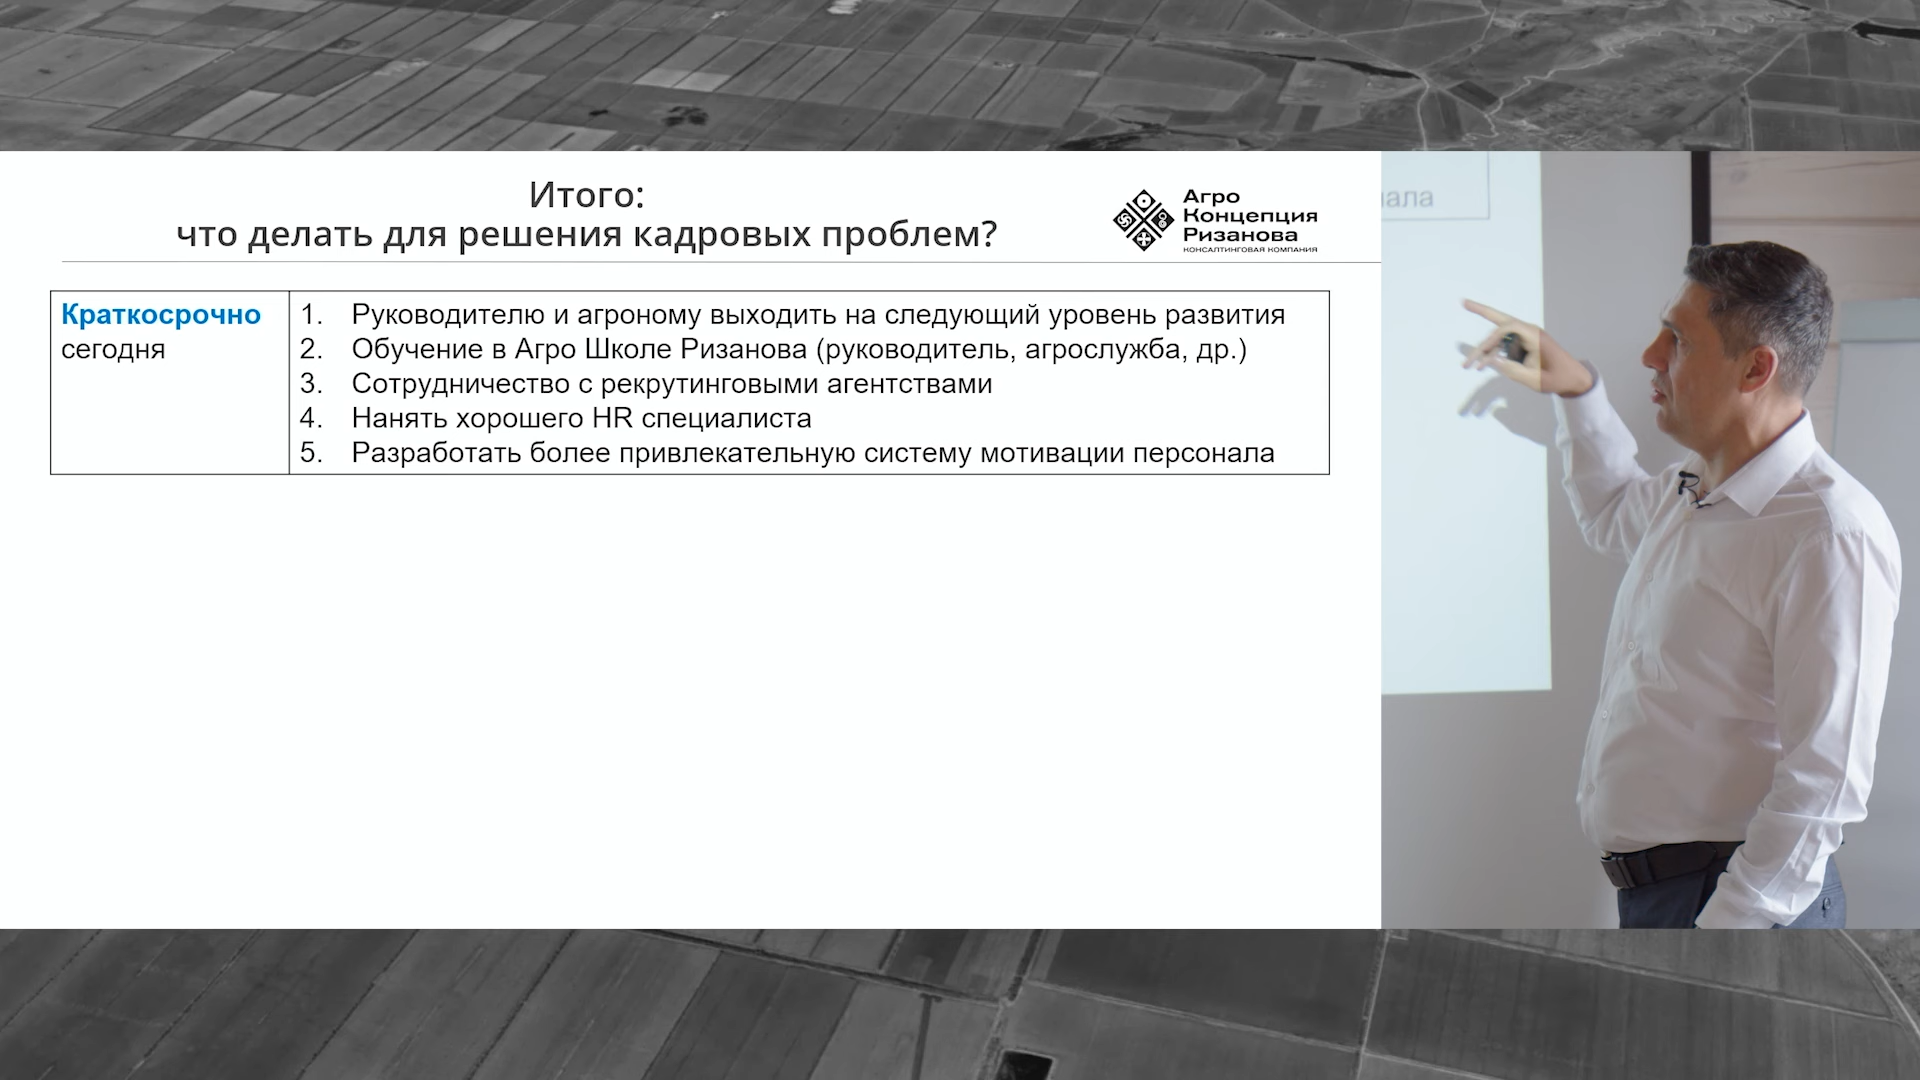 Итого:
что делать для решения кадровых проблем?
Агро
Концепция
Ризанова
КОНСАЛТИНГОВАЯ КОМПАНИЯ
Краткосрочно
сегодня
1. Руководителю и агроному выходить на следующий уровень развития
2. Обучение в Агро Школе Ризанова (руководитель, агрослужба, др.)
3. Сотрудничество с рекрутинговыми агентствами
4. Нанять хорошего HR специалиста
5. Разработать более привлекательную систему мотивации персонала